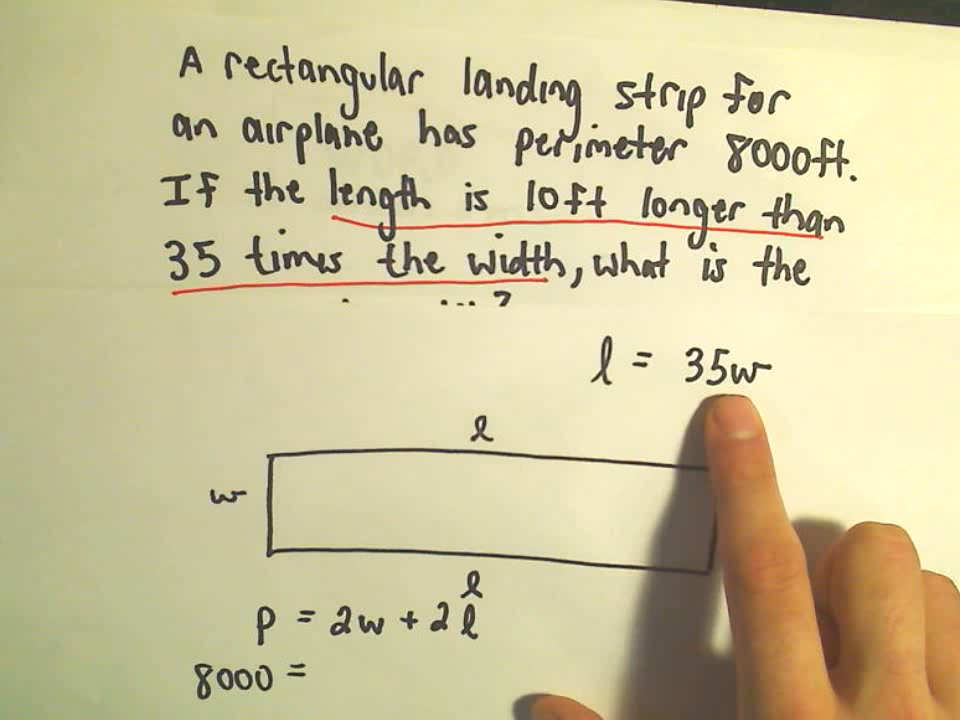 A rectangular landing strip for
an airplane has perimeter 8000ft.
If the length is 10ft longer than
35 times the width, what is the
l = 35w
l
w
l
P = 2w + 2l
8000 =